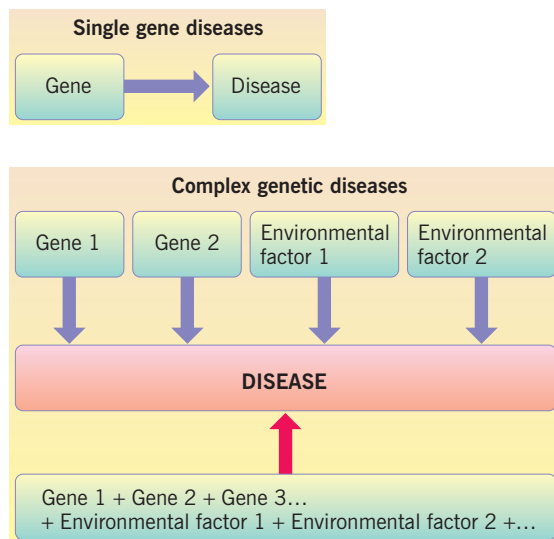 Single gene diseases
Gene
Disease
Complex genetic diseases
Gene 1
Gene 2
Environmental
factor 1
Environmental
factor 2
DISEASE
Gene 1 + Gene 2 + Gene 3...
+ Environmental factor 1 + Environmental factor 2 +...